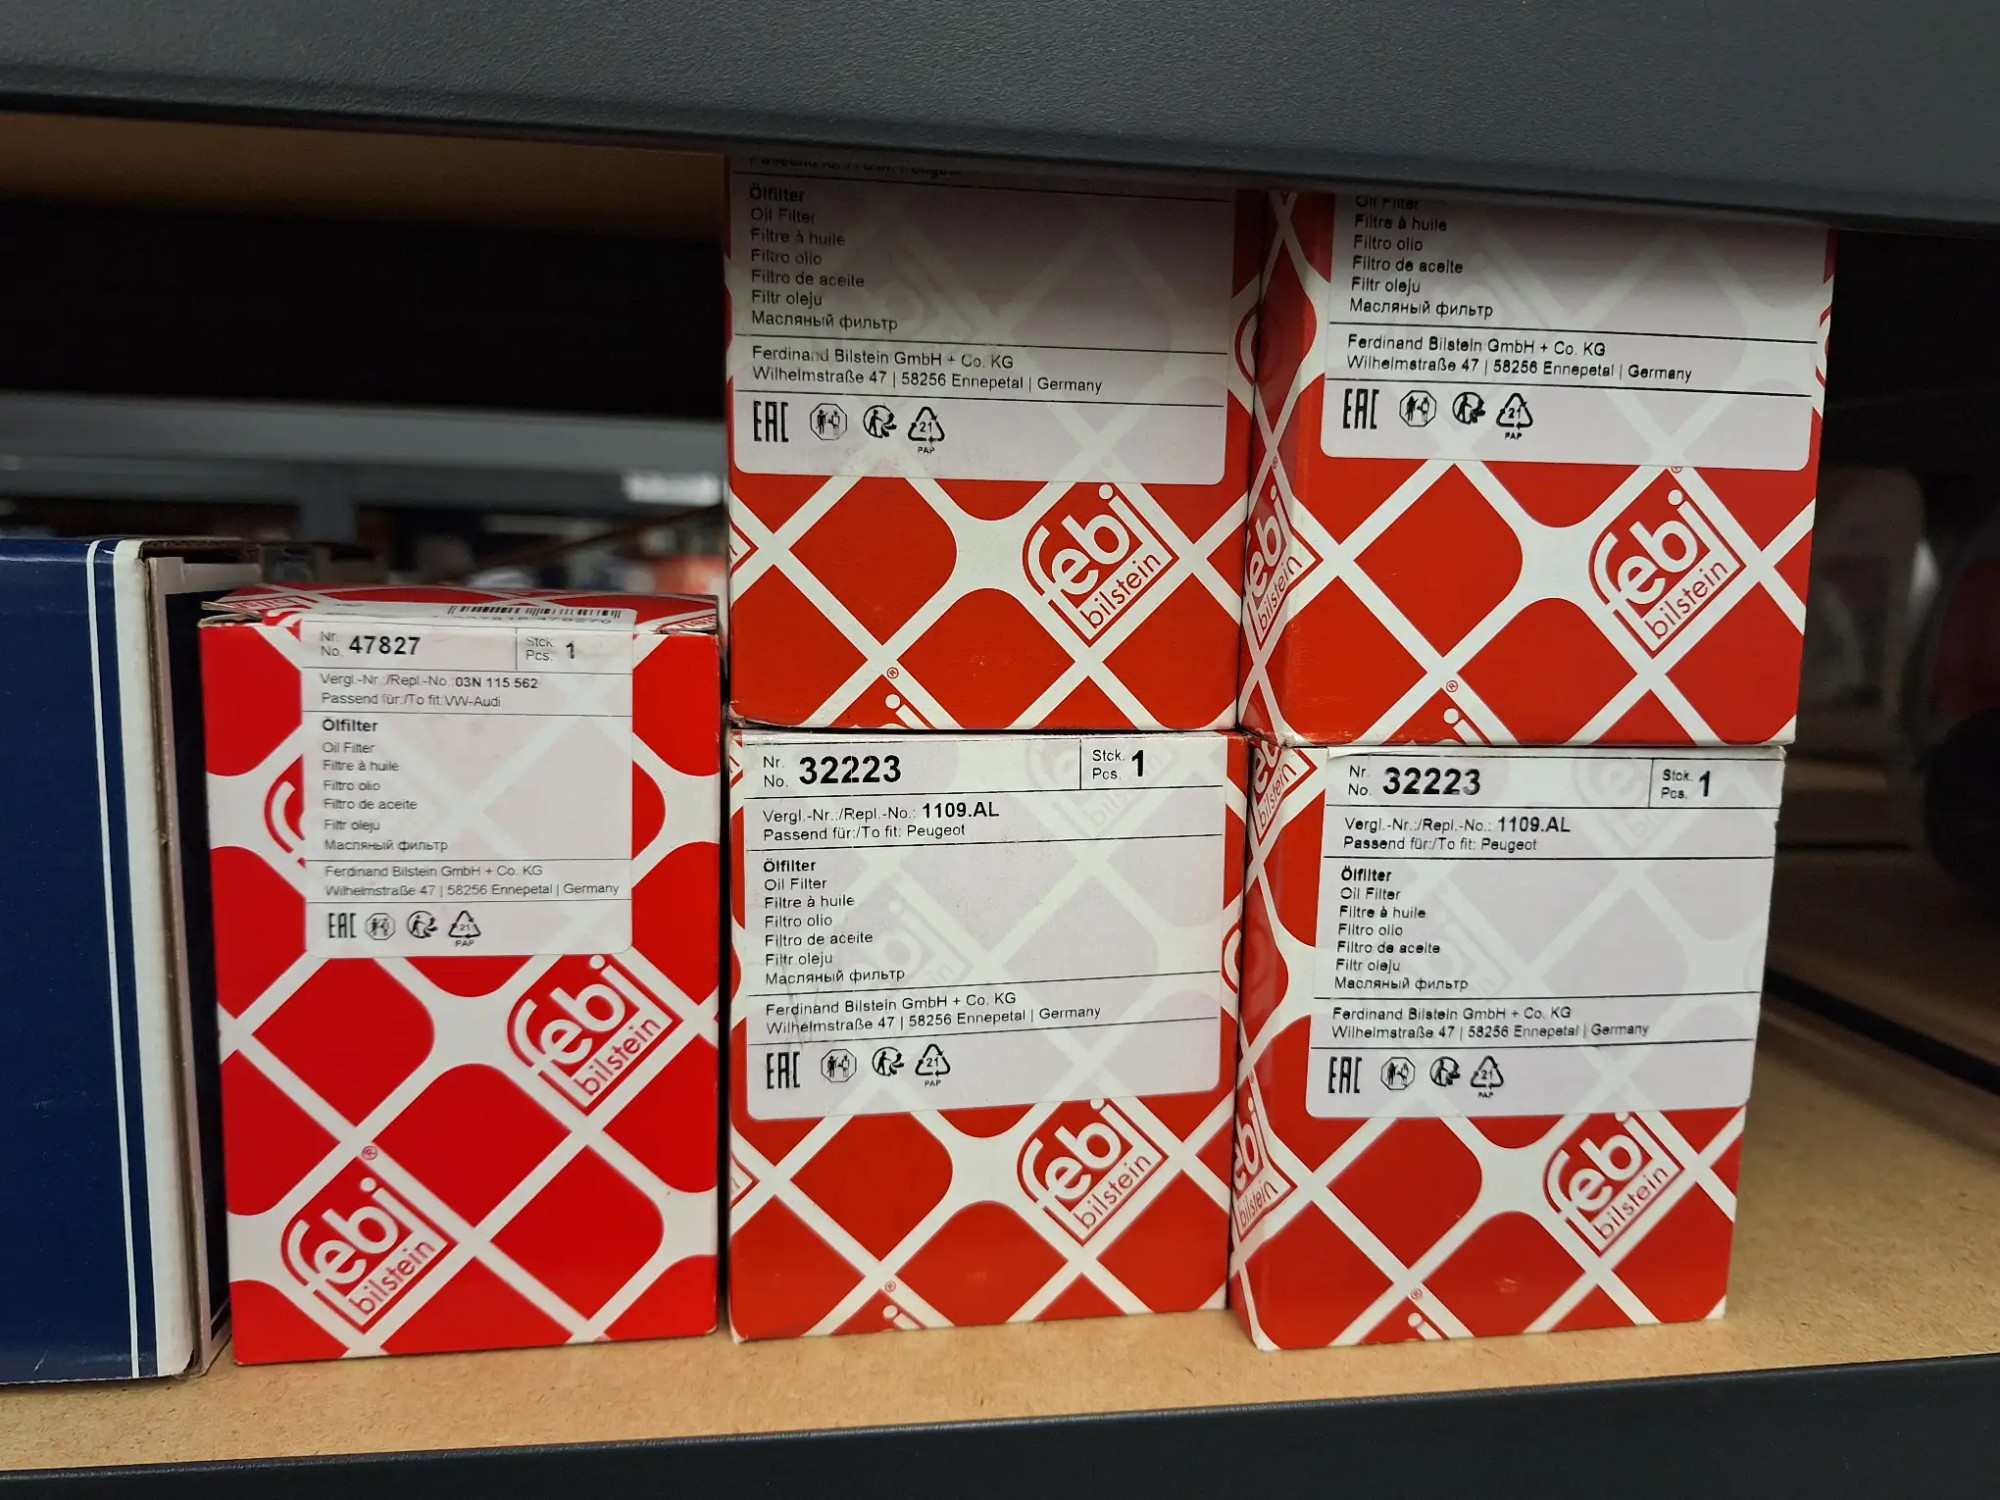 Ölfilter
Oil Filter
Filtre à huile
Filtro olio
Filtro de aceite
Filtr oleju
Масляный фильтр
Ferdinand Bilstein GmbH + Co. KG
Wilhelmstraße 47 | 58256 Ennepetal | Germany
EAC
21
PAP
febi
bilstein
Oil Filter
Filtre à huile
Filtro olio
Filtro de aceite
Filtr oleju
Масляный фильтр
Ferdinand Bilstein GmbH + Co. KG
Wilhelmstraße 47 | 58256 Ennepetal | Germany
EAC
21
PAP
febi
bilstein
febi
bilstein
Nr.
No. 47827
Stck.
Pcs. 1
Vergl.-Nr.:/Repl.-No.:03N 115 562
Passend für:/To fit:VW-Audi
Ölfilter
Oil Filter
Filtre à huile
Filtro olio
Filtro de aceite
Filtr oleju
Масляный фильтр
Ferdinand Bilstein GmbH + Co. KG
Wilhelmstraße 47 | 58256 Ennepetal | Germany
EAC
21
PAP
febi
bilstein
febi
bilstein
Nr.
No. 32223
Stck.
Pcs. 1
Vergl.-Nr.:/Repl.-No.: 1109.AL
Passend für:/To fit: Peugeot
Ölfilter
Oil Filter
Filtre à huile
Filtro olio
Filtro de aceite
Filtr oleju
Масляный фильтр
Ferdinand Bilstein GmbH + Co. KG
Wilhelmstraße 47 | 58256 Ennepetal | Germany
EAC
21
PAP
febi
bilstein
Nr.
No. 32223
Stck.
Pcs. 1
Vergl.-Nr.:/Repl.-No.: 1109.AL
Passend für:/To fit: Peugeot
Ölfilter
Oil Filter
Filtre à huile
Filtro olio
Filtro de aceite
Filtr oleju
Масляный фильтр
Ferdinand Bilstein GmbH + Co. KG
Wilhelmstraße 47 | 58256 Ennepetal | Germany
EAC
21
PAP
febi
bilstein
bilstein